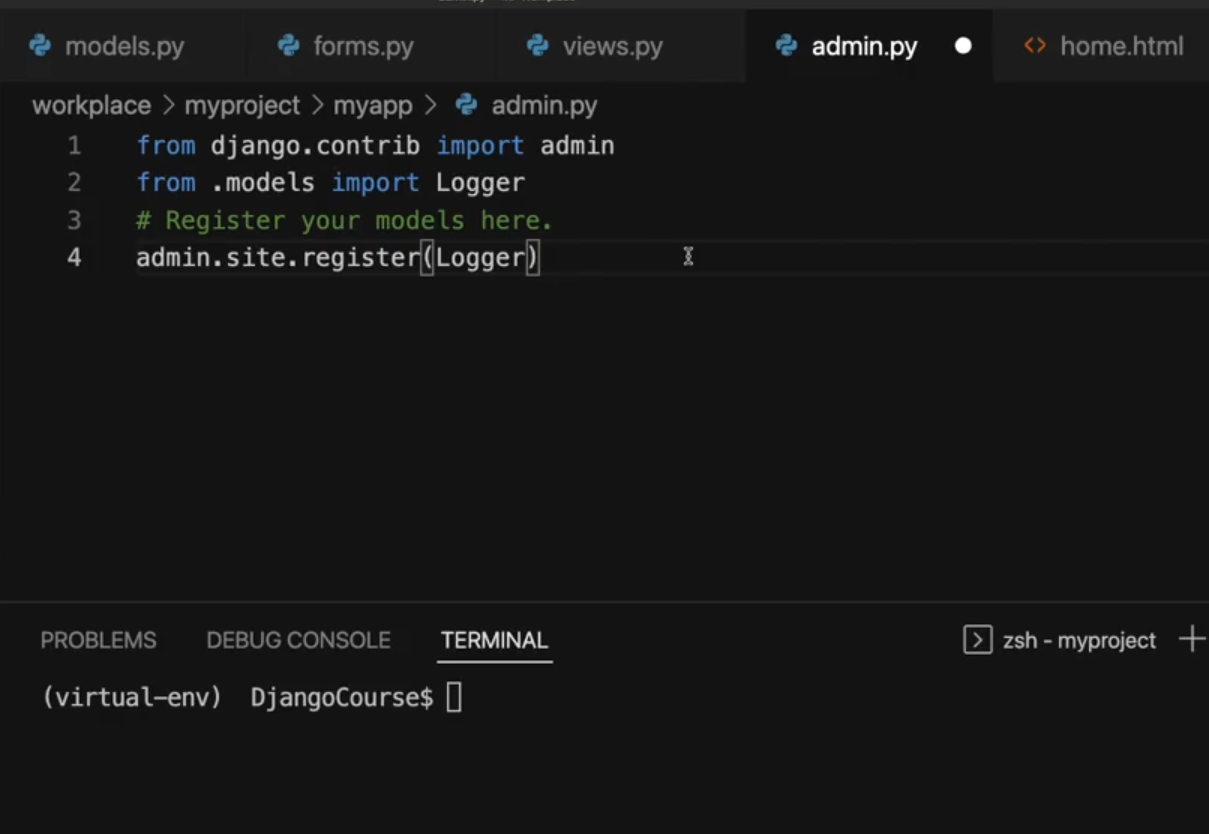 models.py forms.py views.py admin.py home.html
workplace > myproject > myapp > admin.py
1 from django.contrib import admin
2 from .models import Logger
3 # Register your models here.
4 admin.site.register(Logger)
PROBLEMS DEBUG CONSOLE TERMINAL zsh - myproject
(virtual-env) DjangoCourse$